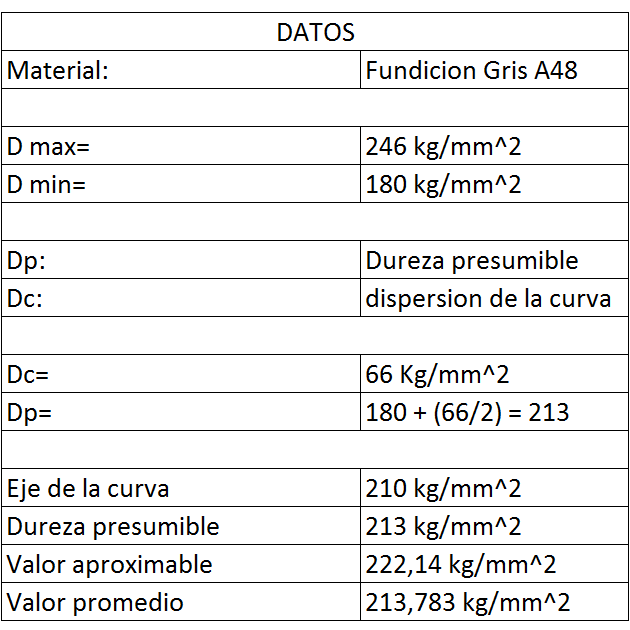 DATOS
Material: Fundicion Gris A48
D max= 246 kg/mm^2
D min= 180 kg/mm^2
Dp: Dureza presumible
Dc: dispersion de la curva
Dc= 66 Kg/mm^2
Dp= 180 + (66/2) = 213
Eje de la curva 210 kg/mm^2
Dureza presumible 213 kg/mm^2
Valor aproximable 222,14 kg/mm^2
Valor promedio 213,783 kg/mm^2